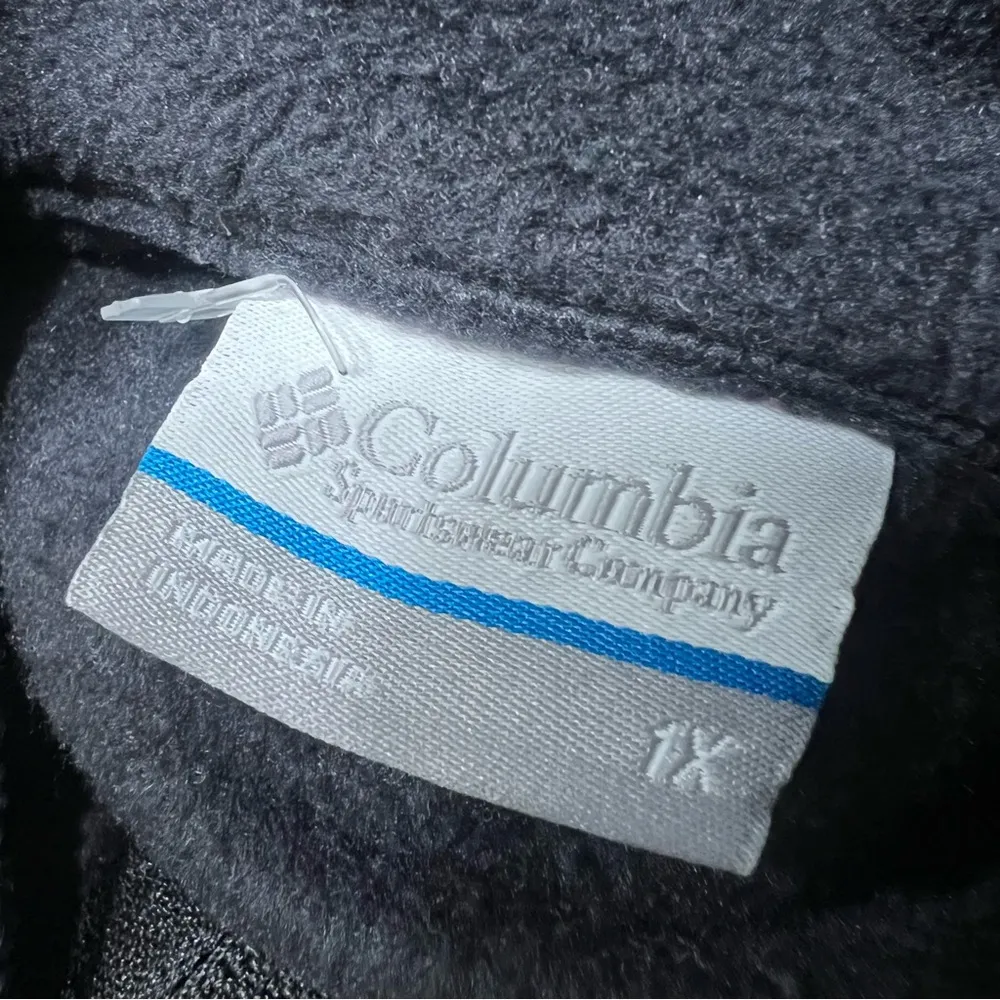 Columbia
Sportswear Company
MADE IN
INDONESIA
1X